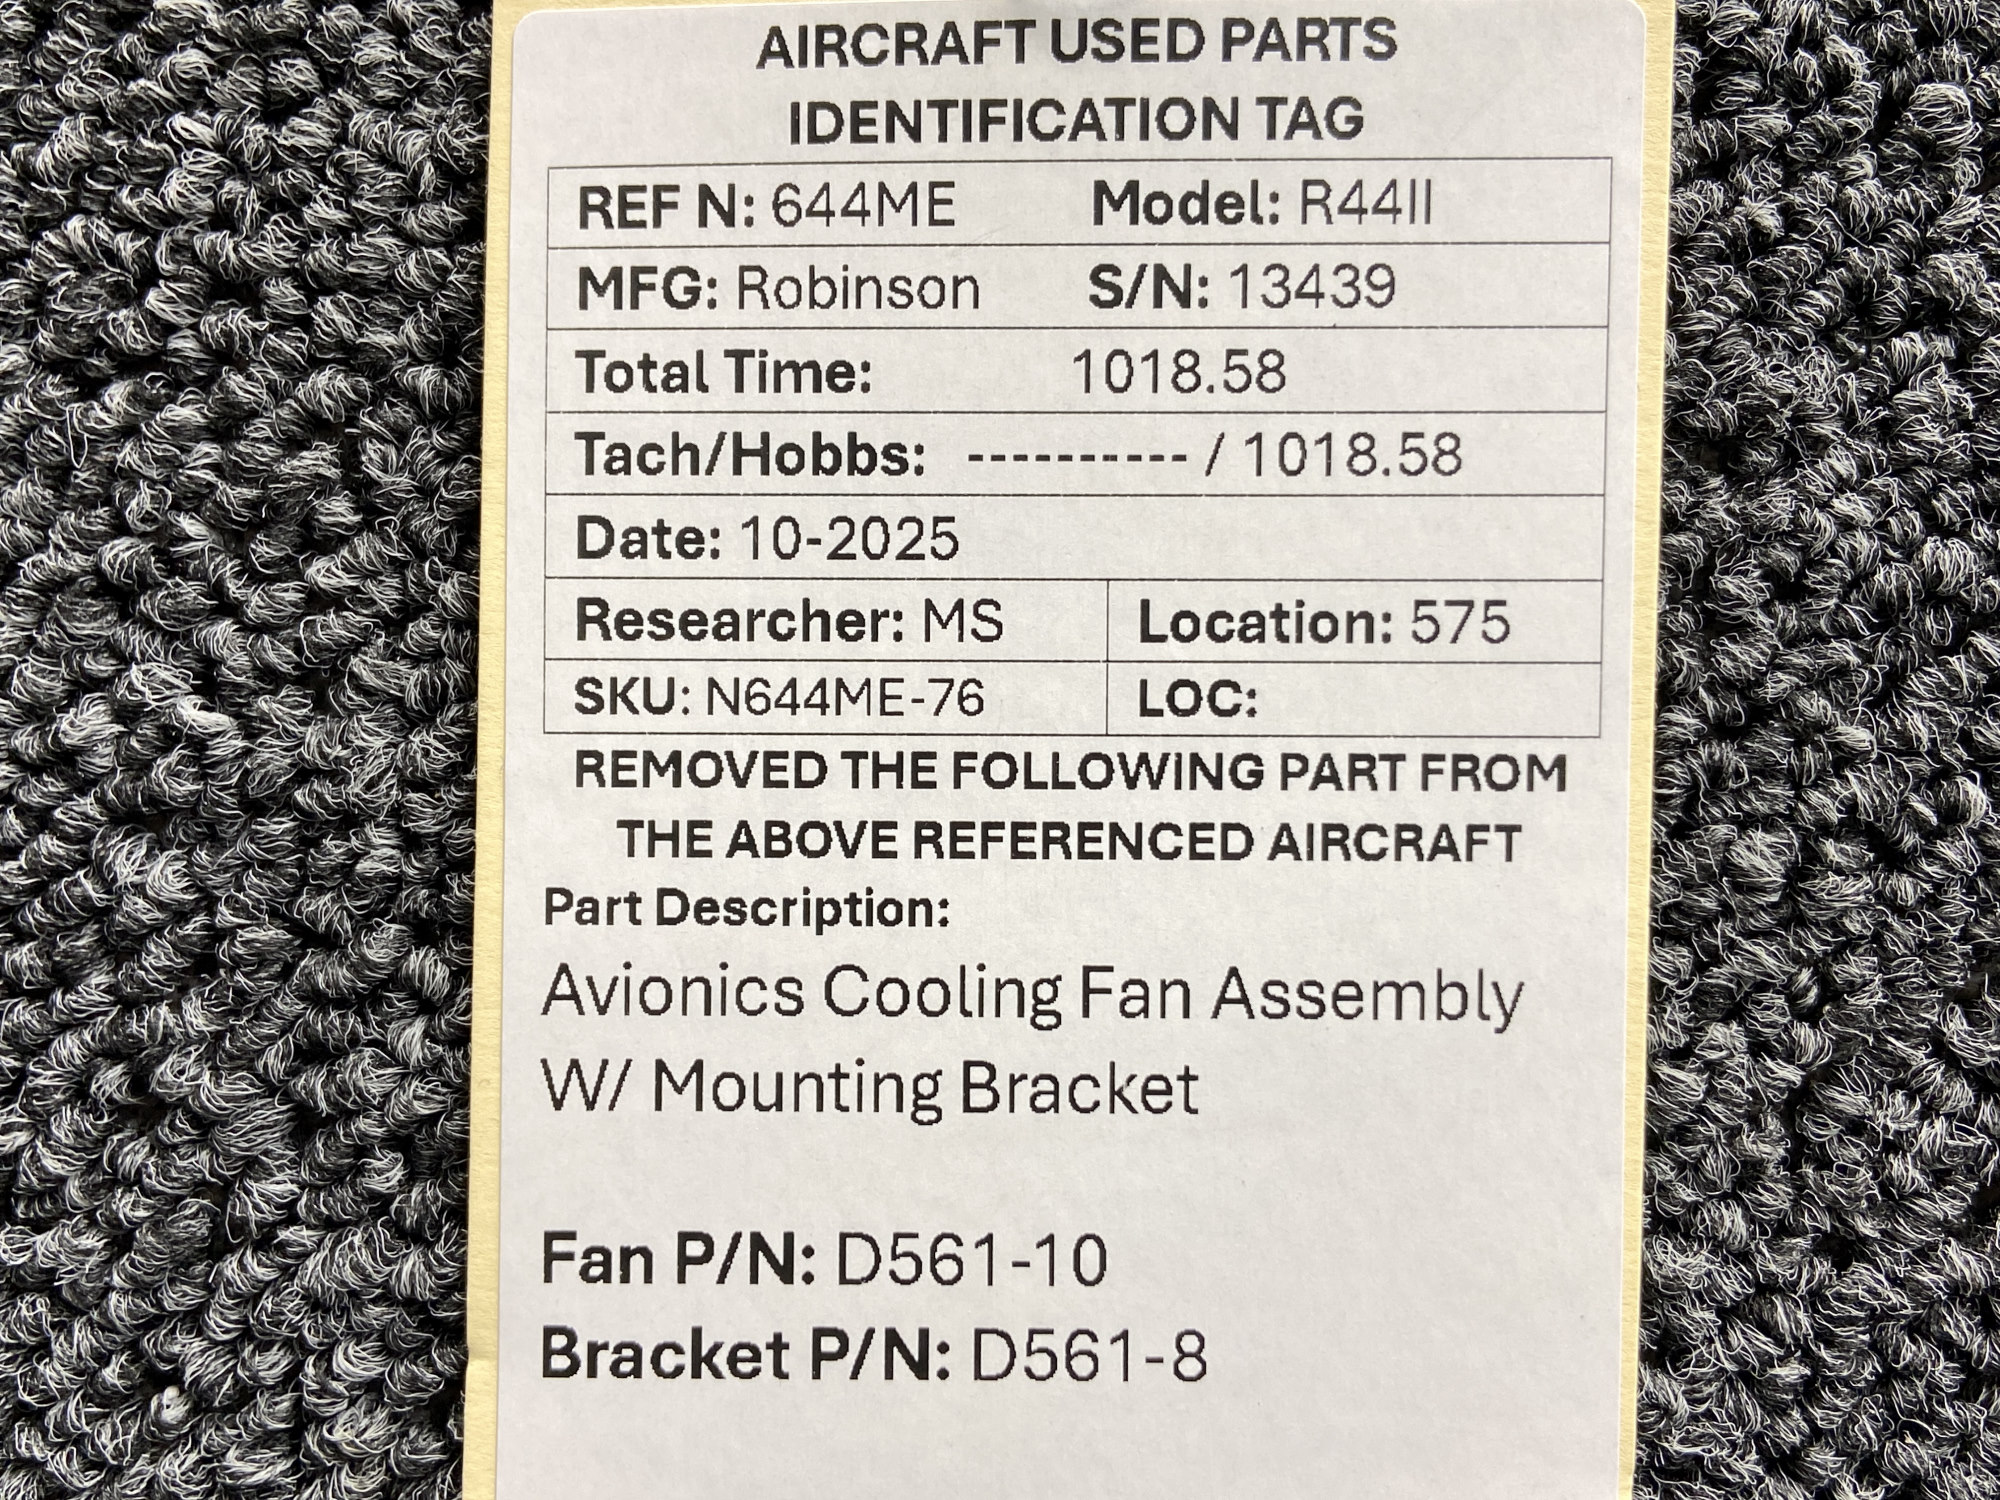 AIRCRAFT USED PARTS
IDENTIFICATION TAG
REF N: 644ME Model: R44II
MFG: Robinson S/N: 13439
Total Time: 1018.58
Tach/Hobbs: ---------- / 1018.58
Date: 10-2025
Researcher: MS Location: 575
SKU: N644ME-76 LOC:
REMOVED THE FOLLOWING PART FROM
THE ABOVE REFERENCED AIRCRAFT
Part Description:
Avionics Cooling Fan Assembly
W/ Mounting Bracket
Fan P/N: D561-10
Bracket P/N: D561-8